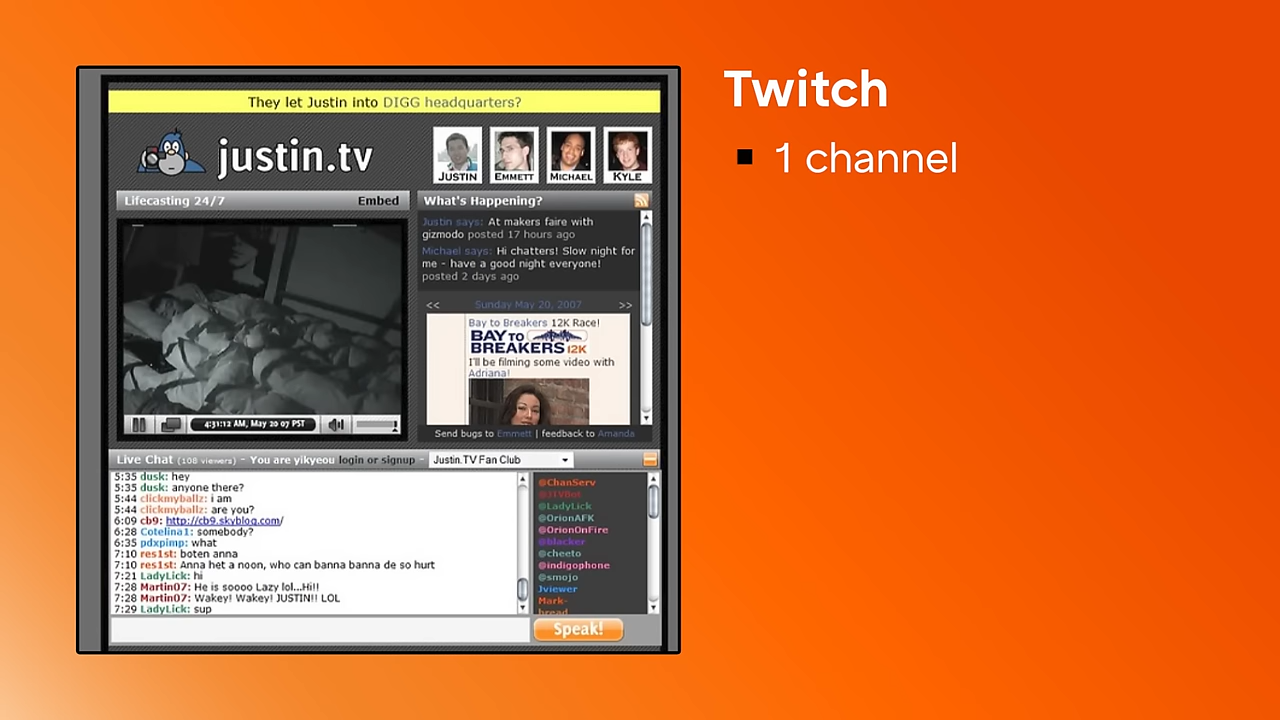 They let Justin into DIGG headquarters?
justin.tv
JUSTIN
EMMETT
MICHAEL
KYLE
Lifecasting 24/7
Embed
What's Happening?
Justin says: At makers faire with
gizmodo posted 17 hours ago
Michael says: Hi chatters! Slow night for
me - have a good night everyone!
posted 2 days ago
<< Sunday May 20, 2007 >>
Bay to Breakers 12K Race!
BAY TO
BREAKERS 12K
I'll be filming some video with
Adriana!
4:31:12 AM, May 20 07 PST
Send bugs to Emmett | feedback to Amanda
Live Chat (108 viewers) - You are yikyeou login or signup - Justin.TV Fan Club
5:35 dusk: hey
5:35 dusk: anyone there?
5:44 clickmyballz: i am
5:44 clickmyballz: are you?
6:09 cb9: http://cb9.skyblog.com/
6:28 Cotelina1: somebody?
6:35 pdxpimp: what
7:10 res1st: boten anna
7:10 res1st: Anna het a noon, who can banna banna de so hurt
7:21 LadyLick: hi
7:28 Martin07: He is soooo Lazy lol...Hi!!
7:28 Martin07: Wakey! Wakey! JUSTIN!! LOL
7:29 LadyLick: sup
@ChanServ
@JTVBot
@LadyLick
@OrionAFK
@OrionOnFire
@blacker
@cheeto
@indigophone
@smojo
Jviewer
Mark-
bread
Speak!
Twitch
■ 1 channel